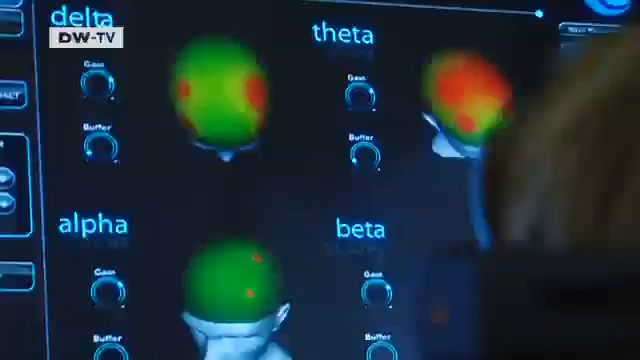 delta
DW-TV
Gain
Buffer
theta
Gain
Buffer
alpha
Gain
Buffer
beta
Gain
Buffer